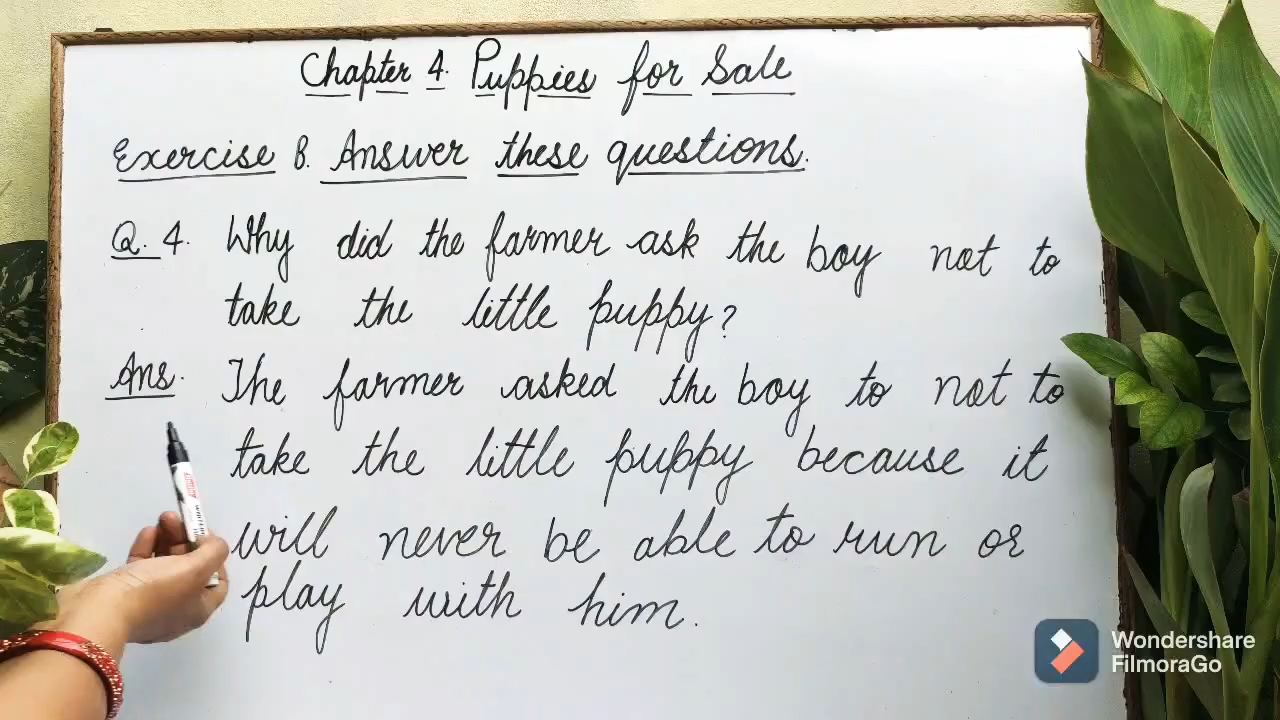 Chapter 4. Puppies for Sale
Exercise B. Answer these questions.
Q. 4. Why did the farmer ask the boy not to
take the little puppy?
Ans. The farmer asked the boy to not to
take the little puppy because it
will never be able to run or
play with him.
Wondershare
FilmoraGo